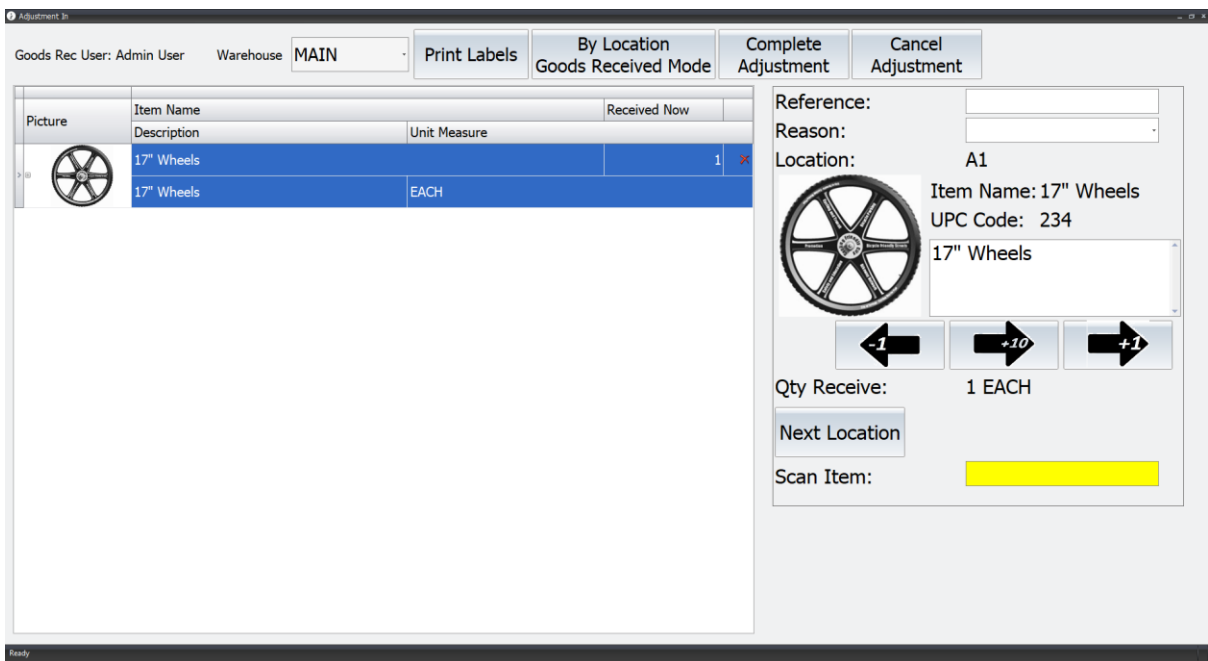 Adjustment In
Goods Rec User: Admin User Warehouse MAIN Print Labels By Location Goods Received Mode Complete Adjustment Cancel Adjustment
Picture
Item Name Received Now
Description Unit Measure
17" Wheels 1
17" Wheels EACH
Reference:
Reason:
Location: A1
Item Name: 17" Wheels
UPC Code: 234
17" Wheels
-1 +10 +1
Qty Receive: 1 EACH
Next Location
Scan Item:
Ready